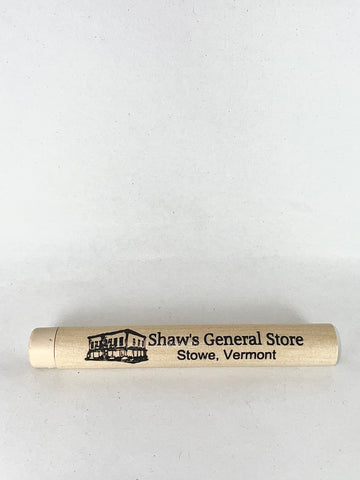 Shaw's General Store
Stowe, Vermont